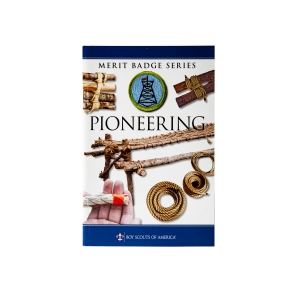 MERIT BADGE SERIES
PIONEERING
BOY SCOUTS OF AMERICA